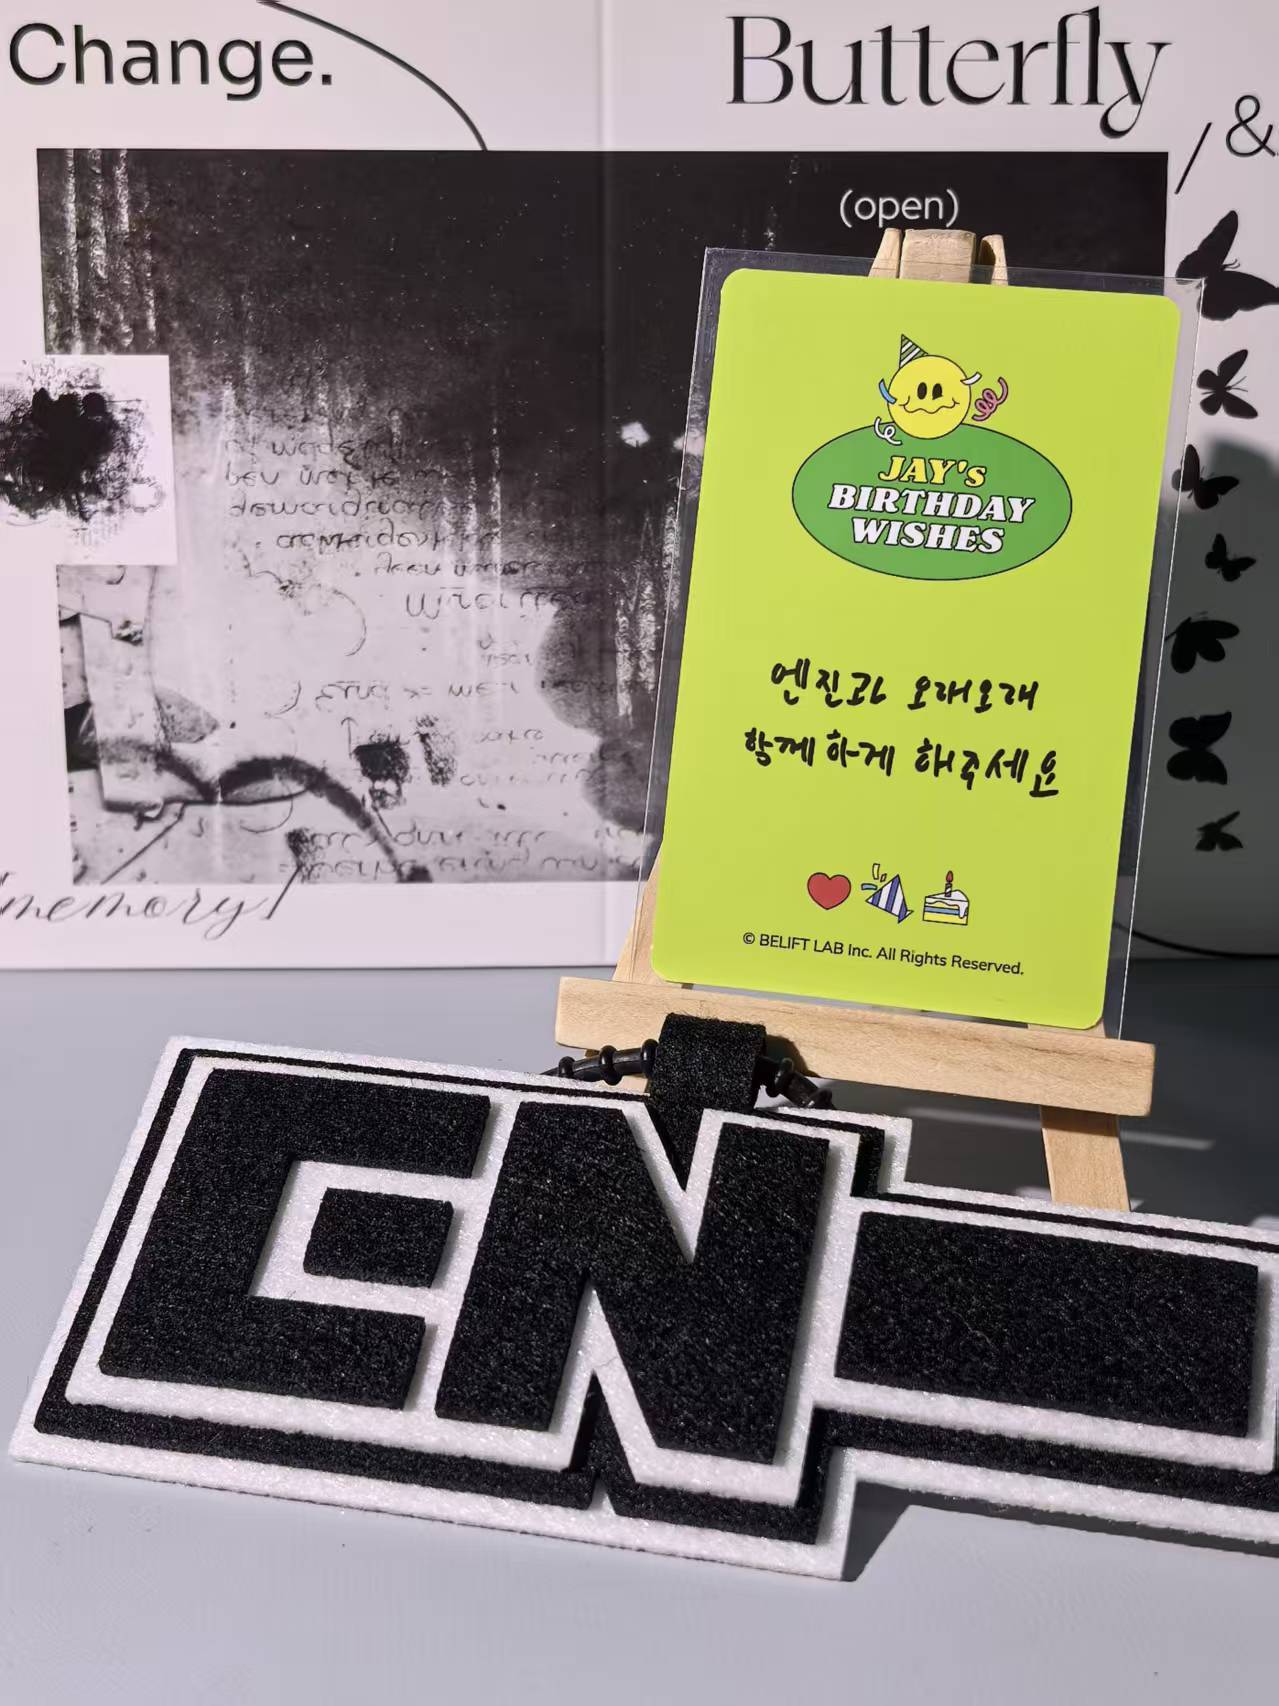 Change.
Butterfly
/ &
(open)
JAY's
BIRTHDAY
WISHES
엔진과 오래오래
함께하게 해주세요
© BELIFT LAB Inc. All Rights Reserved.
memory
EN-